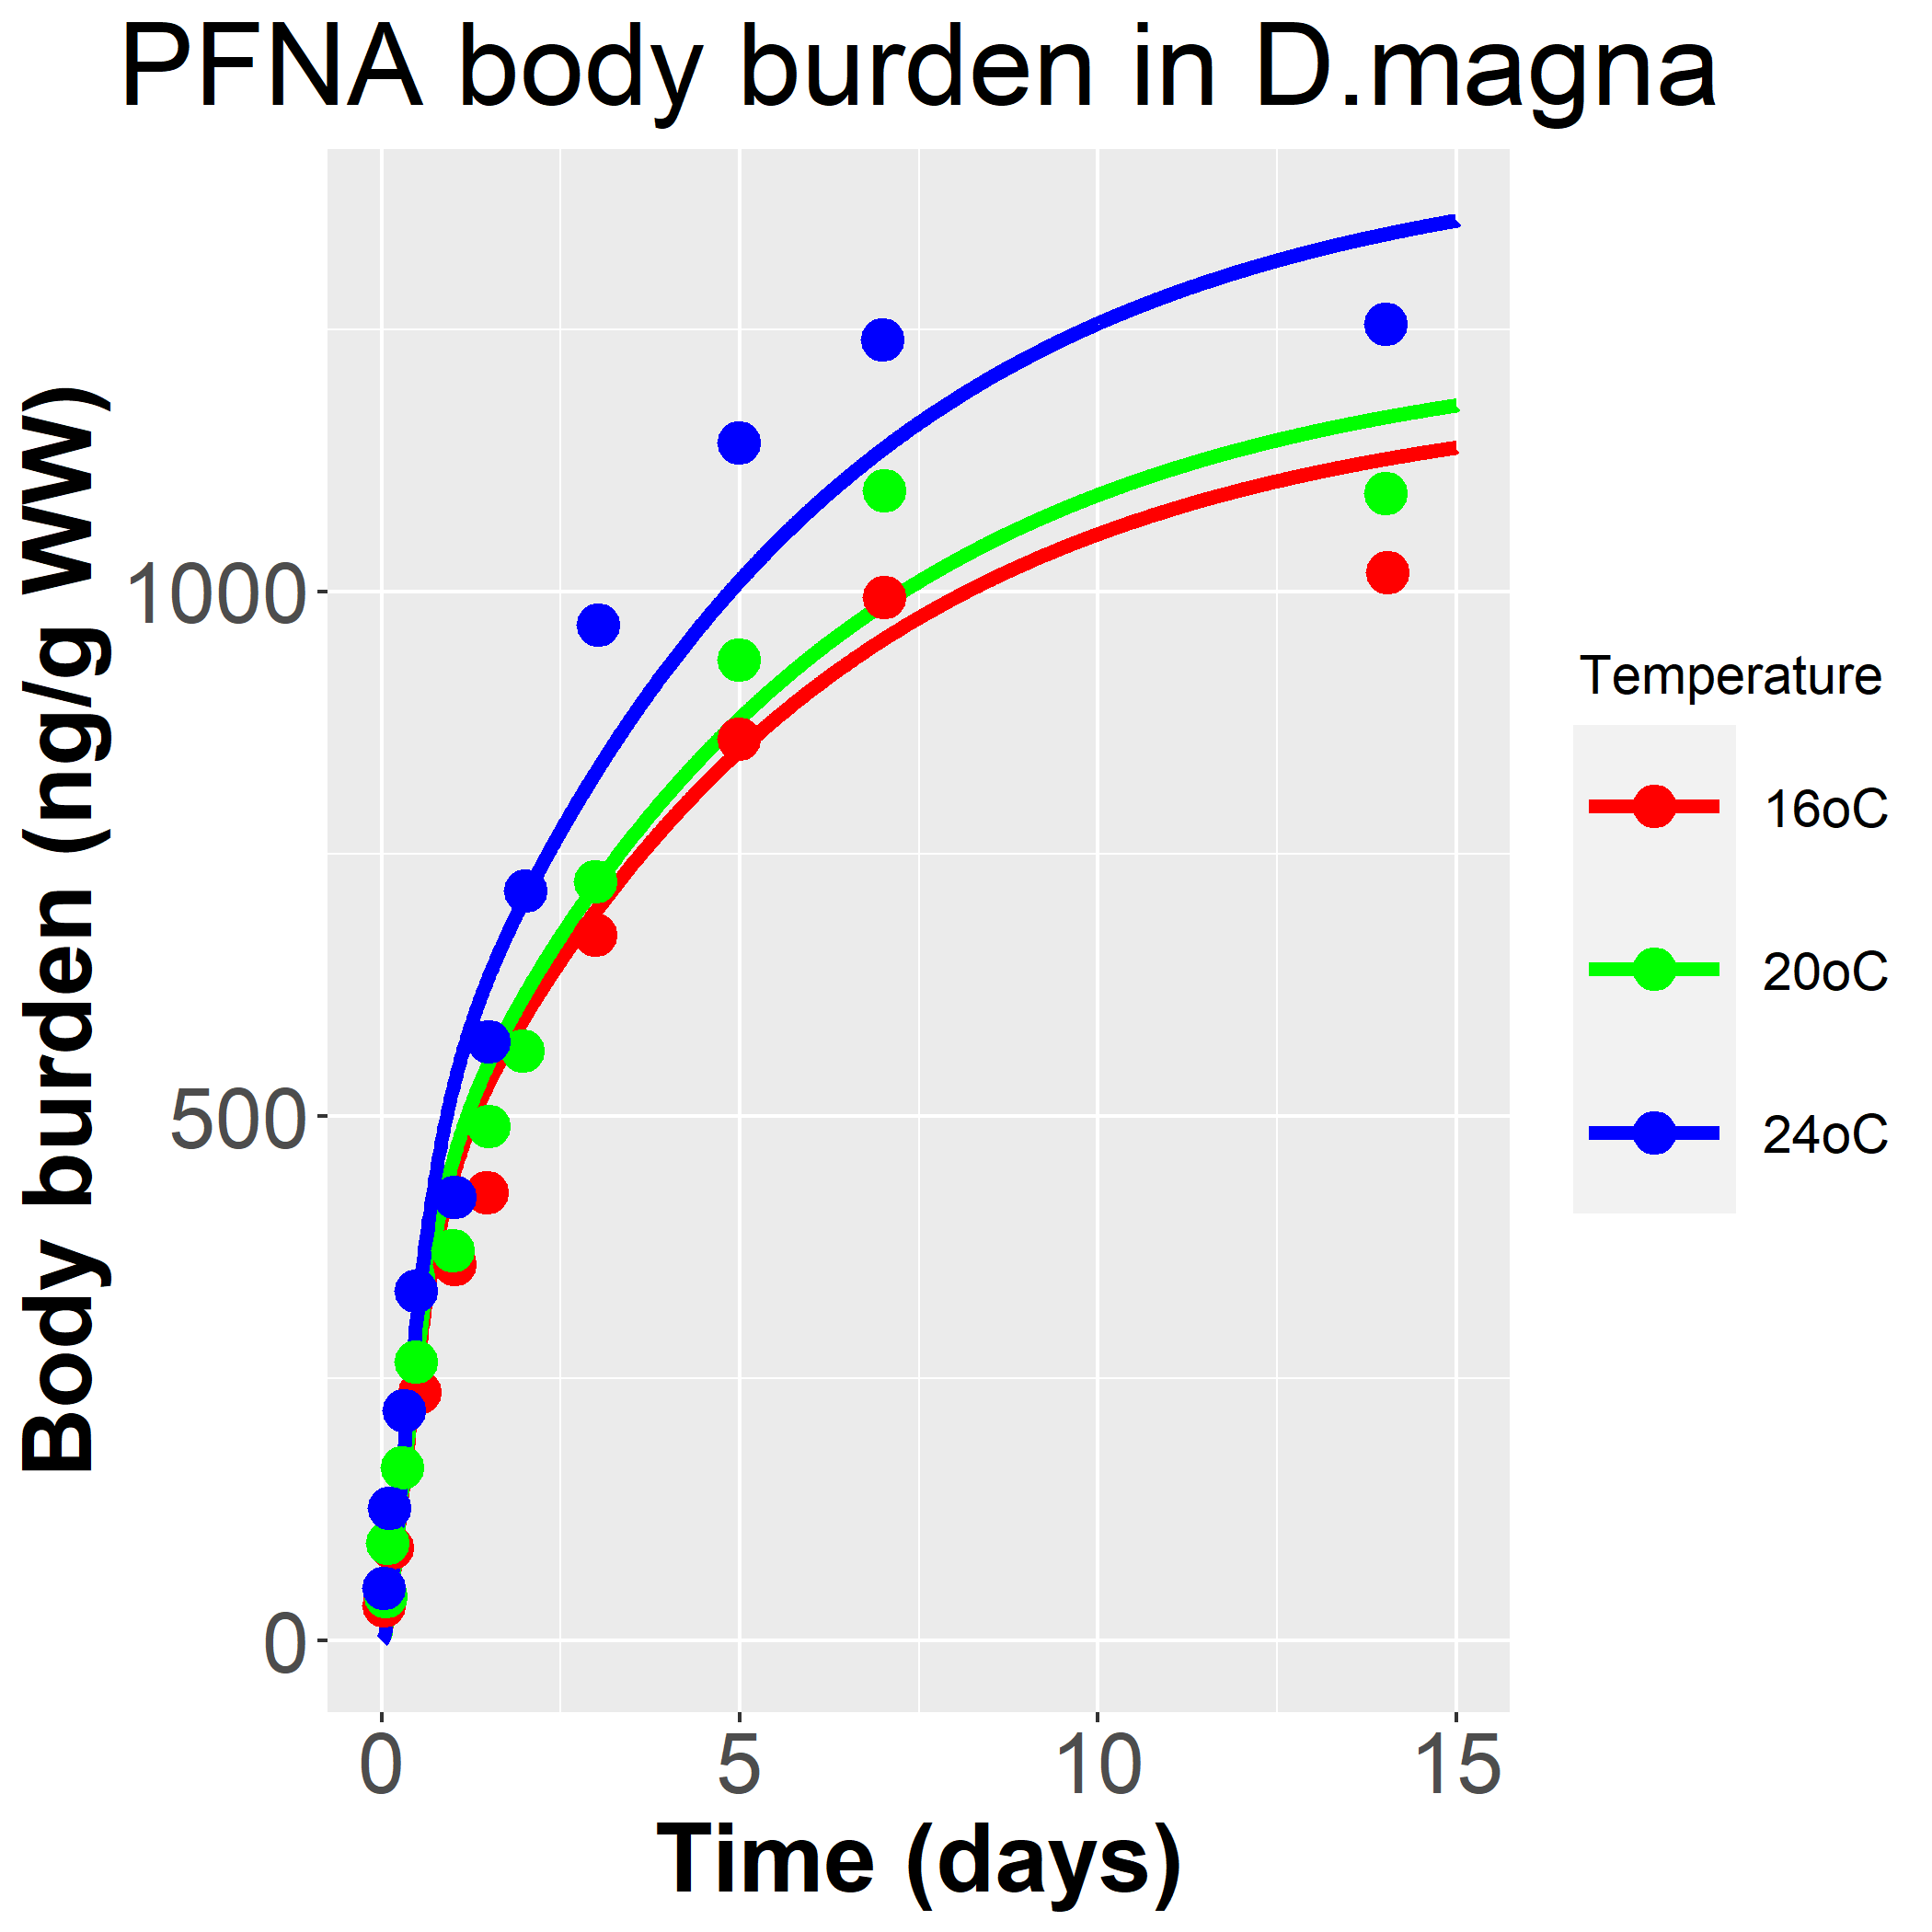 PFNA body burden in D.magna
Body burden (ng/g WW)
1000
500
0
0 5 10 15
Time (days)
Temperature
16oC
20oC
24oC